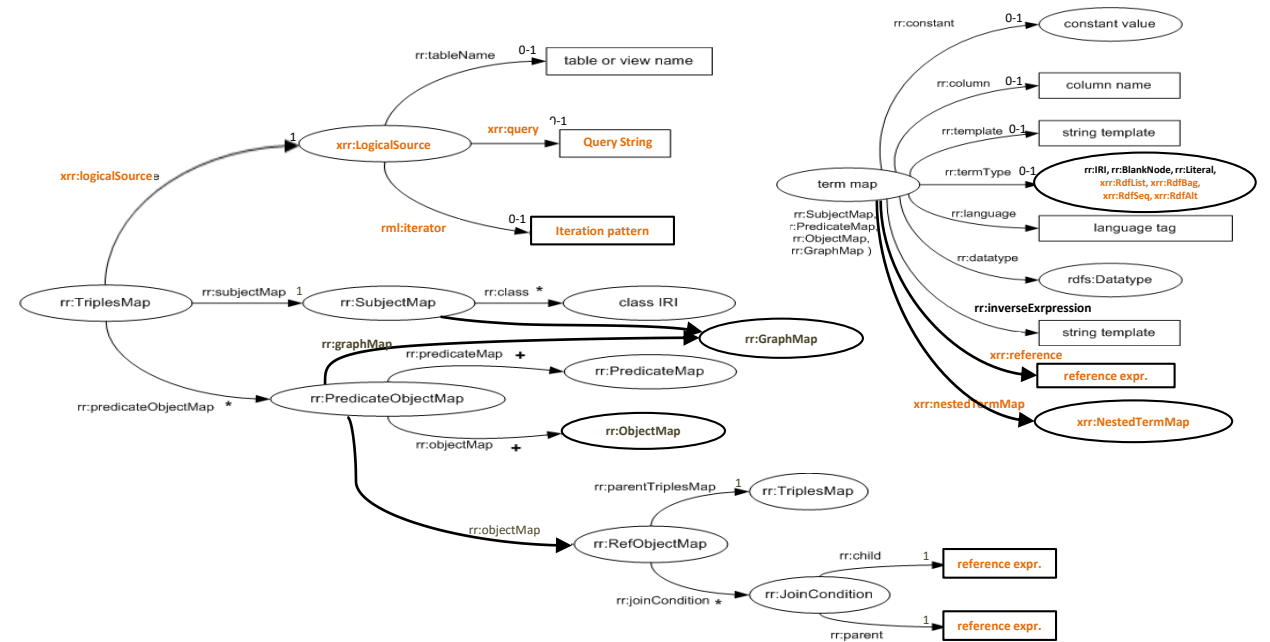 rr:tableName
0-1
table or view name
xrr:query
0-1
Query String
1
xrr:LogicalSource
xrr:logicalSource
rml:iterator
0-1
Iteration pattern
rr:TriplesMap
rr:subjectMap
1
rr:SubjectMap
rr:class
*
class IRI
rr:graphMap
rr:GraphMap
rr:predicateMap
+
rr:PredicateMap
rr:predicateObjectMap
*
rr:PredicateObjectMap
rr:objectMap
+
rr:ObjectMap
rr:objectMap
rr:RefObjectMap
rr:parentTriplesMap
1
rr:TriplesMap
rr:joinCondition
*
rr:JoinCondition
rr:child
1
reference expr.
rr:parent
1
reference expr.
rr:constant
0-1
constant value
rr:column
0-1
column name
rr:template
0-1
string template
term map
rr:SubjectMap,
r:PredicateMap,
rr:ObjectMap,
rr:GraphMap )
rr:termType
0-1
rr:IRI, rr:BlankNode, rr:Literal,
xrr:RdfList, xrr:RdfBag,
xrr:RdfSeq, xrr:RdfAlt
rr:language
language tag
rr:datatype
rdfs:Datatype
rr:inverseExrpression
string template
xrr:reference
reference expr.
xrr:nestedTermMap
xrr:NestedTermMap